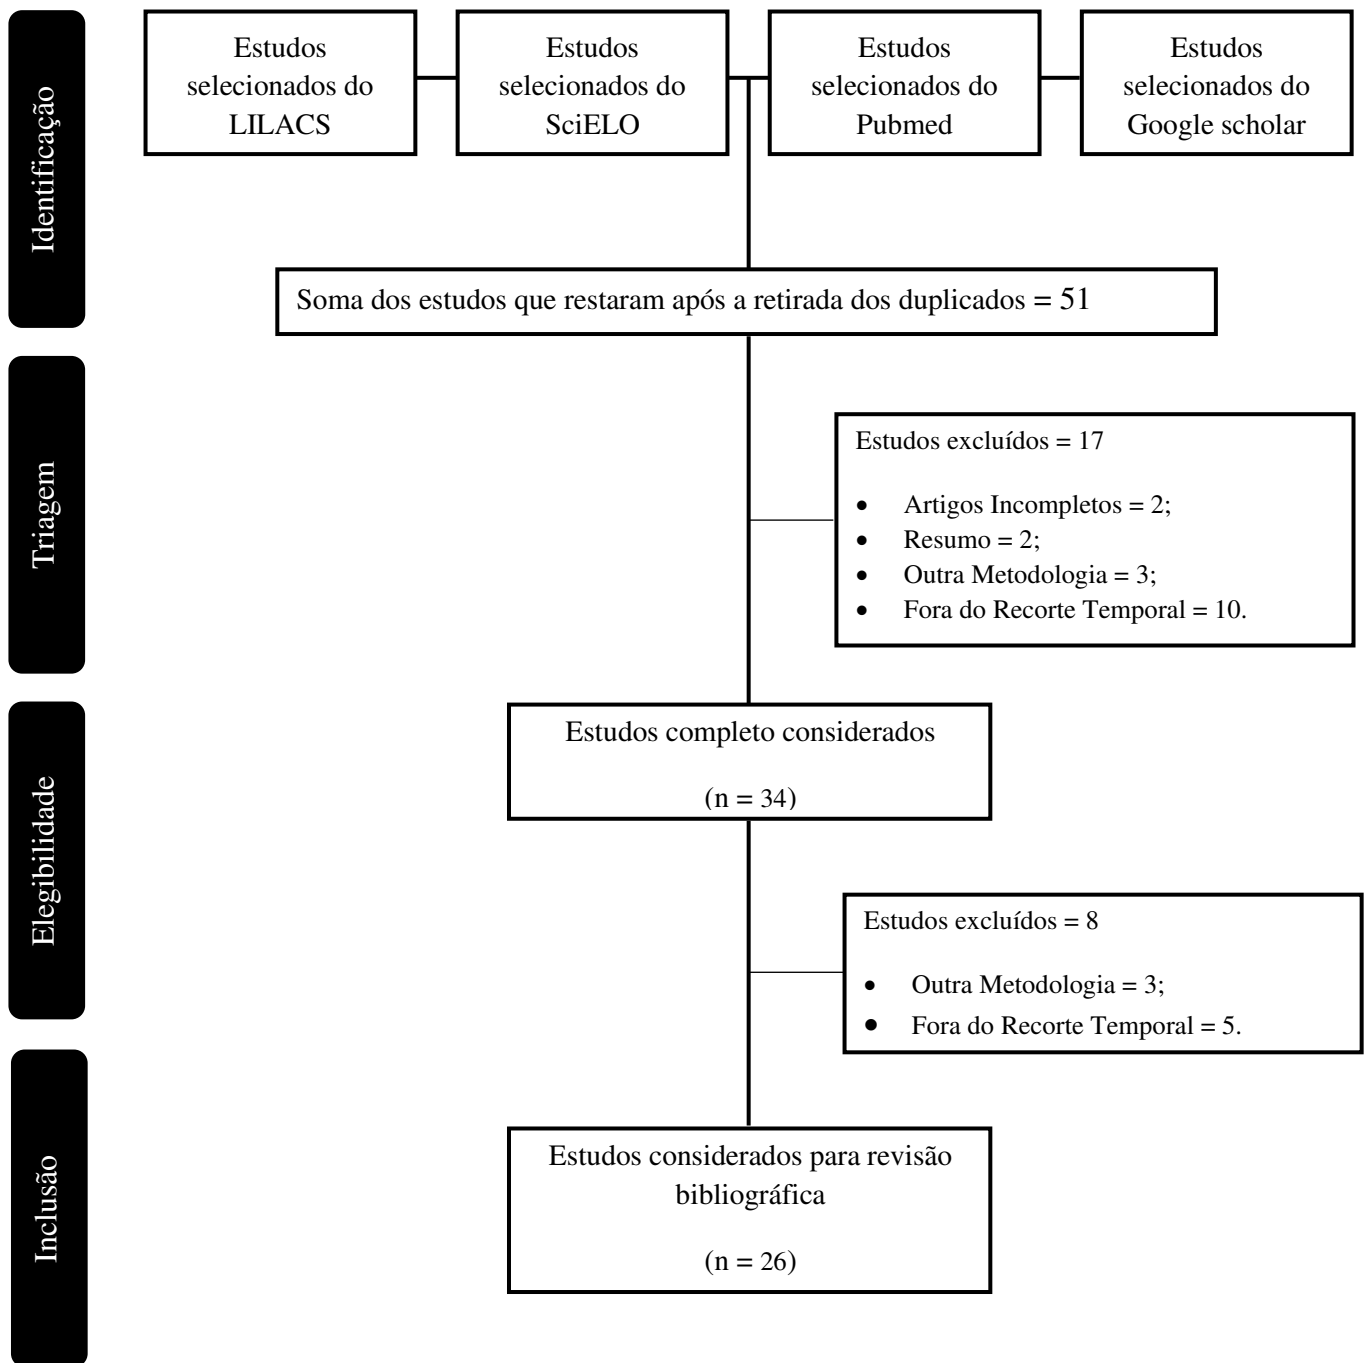 Identificação
Estudos
selecionados do
LILACS
Estudos
selecionados do
SciELO
Estudos
selecionados do
Pubmed
Estudos
selecionados do
Google scholar
Soma dos estudos que restaram após a retirada dos duplicados = 51
Triagem
Estudos excluídos = 17
• Artigos Incompletos = 2;
• Resumo = 2;
• Outra Metodologia = 3;
• Fora do Recorte Temporal = 10.
Elegibilidade
Estudos completo considerados
(n = 34)
Estudos excluídos = 8
• Outra Metodologia = 3;
• Fora do Recorte Temporal = 5.
Inclusão
Estudos considerados para revisão
bibliográfica
(n = 26)